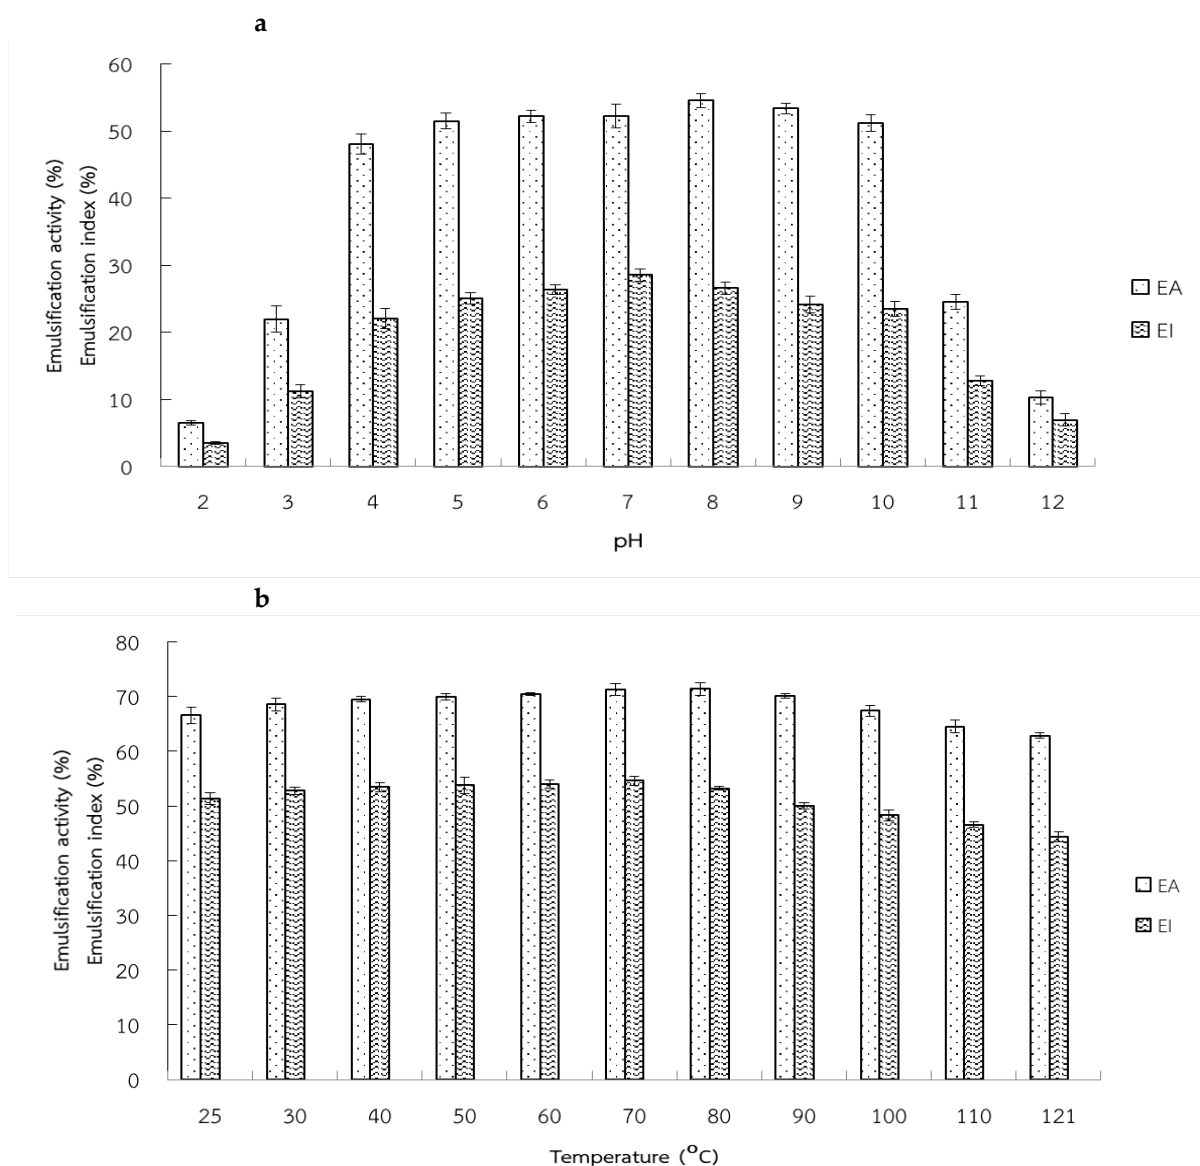 a
60
50
40
30
20
10
0
Emulsification activity (%)
Emulsification index (%)
2 3 4 5 6 7 8 9 10 11 12
pH
EA
EI
b
80
70
60
50
40
30
20
10
0
Emulsification activity (%)
Emulsification index (%)
25 30 40 50 60 70 80 90 100 110 121
Temperature (°C)
EA
EI